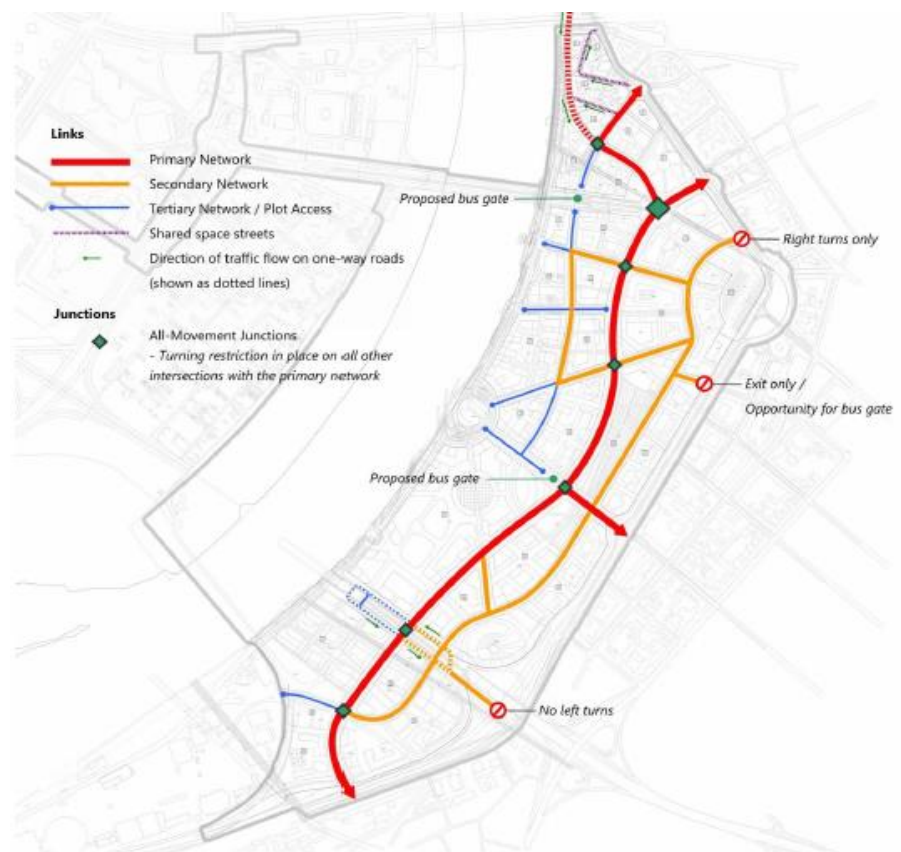 Links
Primary Network
Secondary Network
Tertiary Network / Plot Access
Shared space streets
Direction of traffic flow on one-way roads
(shown as dotted lines)
Junctions
All-Movement Junctions
- Turning restriction in place on all other
intersections with the primary network
Proposed bus gate
Right turns only
Exit only /
Opportunity for bus gate
Proposed bus gate
No left turns